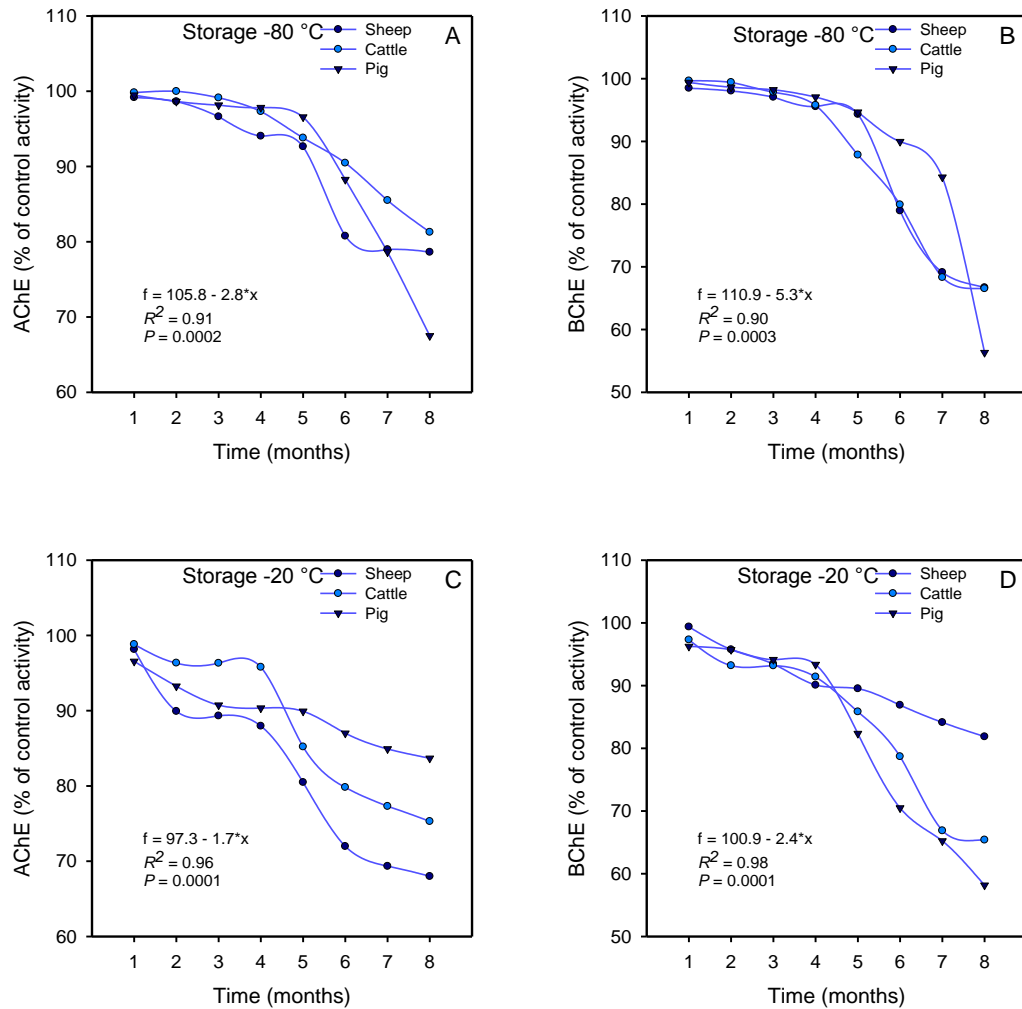 Storage -80 °C
A
Sheep
Cattle
Pig
110
100
90
80
70
60
AChE (% of control activity)
f = 105.8 - 2.8*x
R² = 0.91
P = 0.0002
1 2 3 4 5 6 7 8
Time (months)
Storage -80 °C
B
Sheep
Cattle
Pig
110
100
90
80
70
60
50
BChE (% of control activity)
f = 110.9 - 5.3*x
R² = 0.90
P = 0.0003
1 2 3 4 5 6 7 8
Time (months)
Storage -20 °C
C
Sheep
Cattle
Pig
110
100
90
80
70
60
AChE (% of control activity)
f = 97.3 - 1.7*x
R² = 0.96
P = 0.0001
1 2 3 4 5 6 7 8
Time (months)
Storage -20 °C
D
Sheep
Cattle
Pig
110
100
90
80
70
60
50
BChE (% of control activity)
f = 100.9 - 2.4*x
R² = 0.98
P = 0.0001
1 2 3 4 5 6 7 8
Time (months)